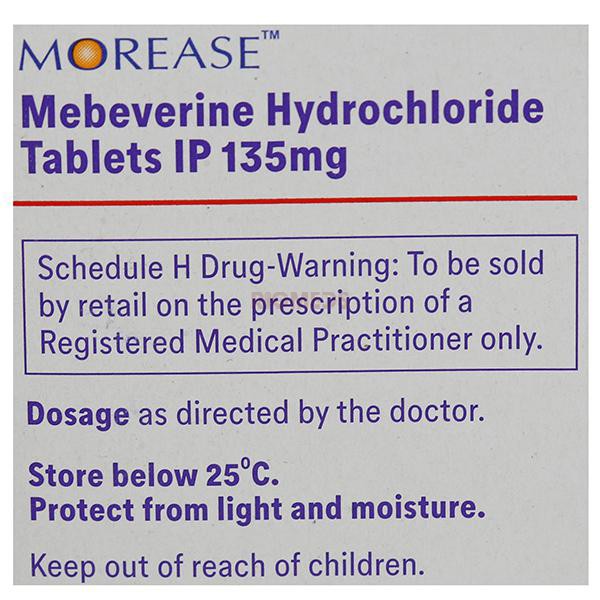 MOREASE™
Mebeverine Hydrochloride
Tablets IP 135mg
Schedule H Drug-Warning: To be sold
by retail on the prescription of a
Registered Medical Practitioner only.
Dosage as directed by the doctor.
Store below 25⁰C.
Protect from light and moisture.
Keep out of reach of children.